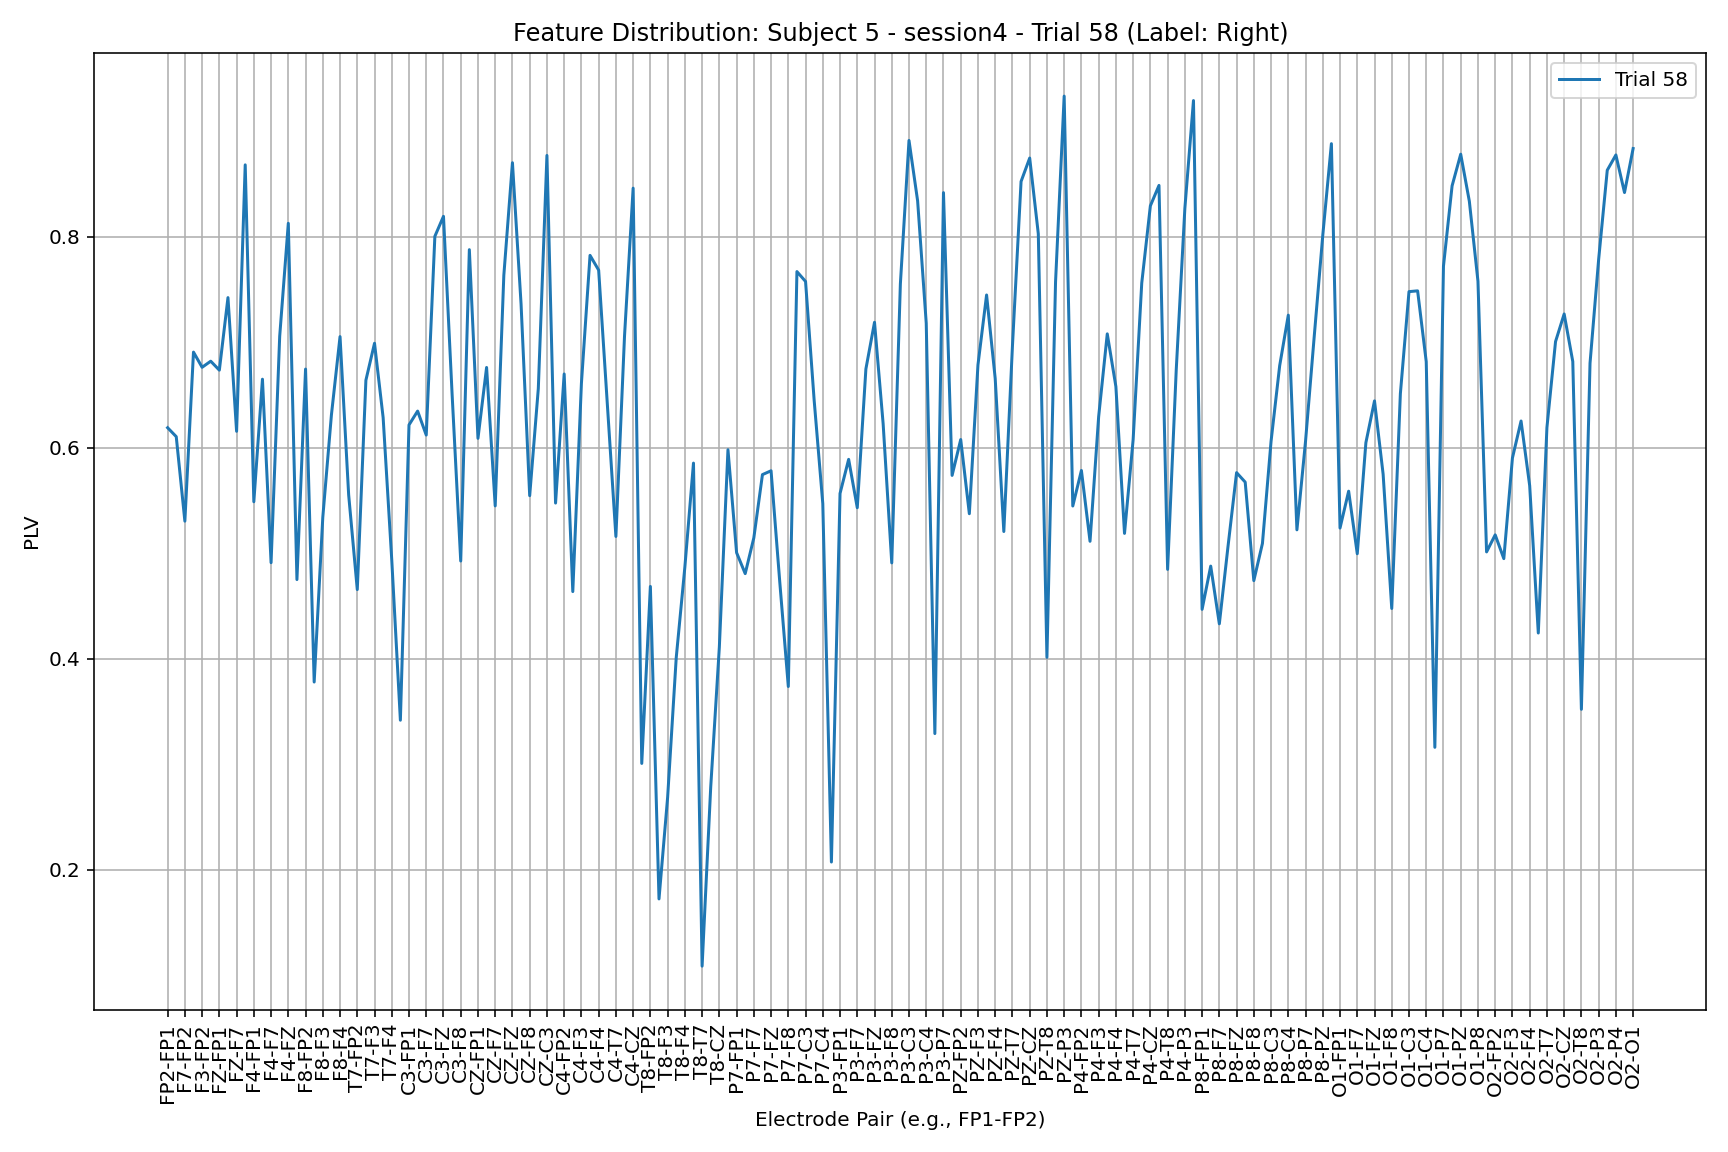 Feature Distribution: Subject 5 - session4 - Trial 58 (Label: Right)
Trial 58
PLV
0.8
0.6
0.4
0.2
FP2-FP1
F7-FP2
F3-FP2
FZ-FP1
FZ-F7
F4-FP1
F4-F7
F4-FZ
F8-FP2
F8-F3
F8-F4
T7-FP2
T7-F3
T7-F4
C3-FP1
C3-F7
C3-FZ
C3-F8
CZ-FP1
CZ-F7
CZ-FZ
CZ-F8
CZ-C3
C4-FP2
C4-F3
C4-F4
C4-T7
C4-CZ
T8-FP2
T8-F3
T8-F4
T8-T7
T8-CZ
P7-FP1
P7-F7
P7-FZ
P7-F8
P7-C3
P7-C4
P3-FP1
P3-F7
P3-FZ
P3-F8
P3-C3
P3-C4
P3-P7
PZ-FP2
PZ-F3
PZ-F4
PZ-T7
PZ-CZ
PZ-T8
PZ-P3
P4-FP2
P4-F3
P4-F4
P4-T7
P4-CZ
P4-T8
P4-P3
P8-FP1
P8-F7
P8-FZ
P8-F8
P8-C3
P8-C4
P8-P7
P8-PZ
O1-FP1
O1-F7
O1-FZ
O1-F8
O1-C3
O1-C4
O1-P7
O1-PZ
O1-P8
O2-FP2
O2-F3
O2-F4
O2-T7
O2-CZ
O2-T8
O2-P3
O2-P4
O2-O1
Electrode Pair (e.g., FP1-FP2)